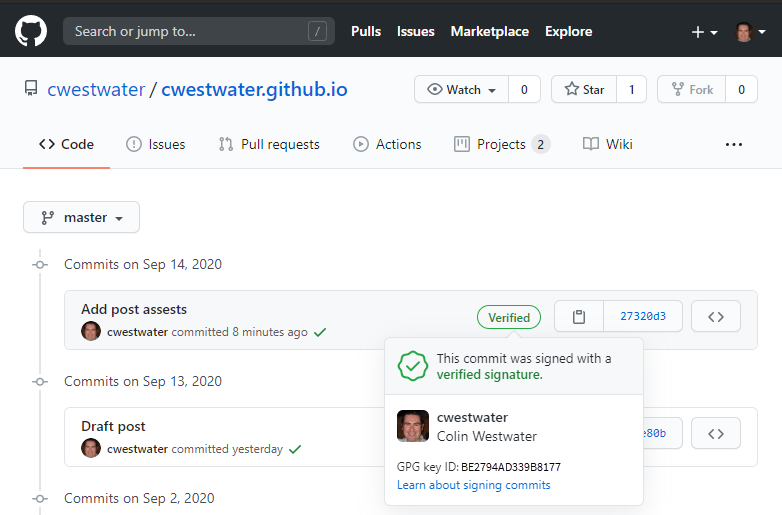 Search or jump to... /
Pulls Issues Marketplace Explore
cwestwater / cwestwater.github.io
Watch 0 Star 1 Fork 0
Code Issues Pull requests Actions Projects 2 Wiki
master
Commits on Sep 14, 2020
Add post assests
cwestwater committed 8 minutes ago
Verified
27320d3
This commit was signed with a
verified signature.
cwestwater
Colin Westwater
GPG key ID: BE2794AD339B8177
Learn about signing commits
Commits on Sep 13, 2020
Draft post
cwestwater committed yesterday
e80b
Commits on Sep 2, 2020